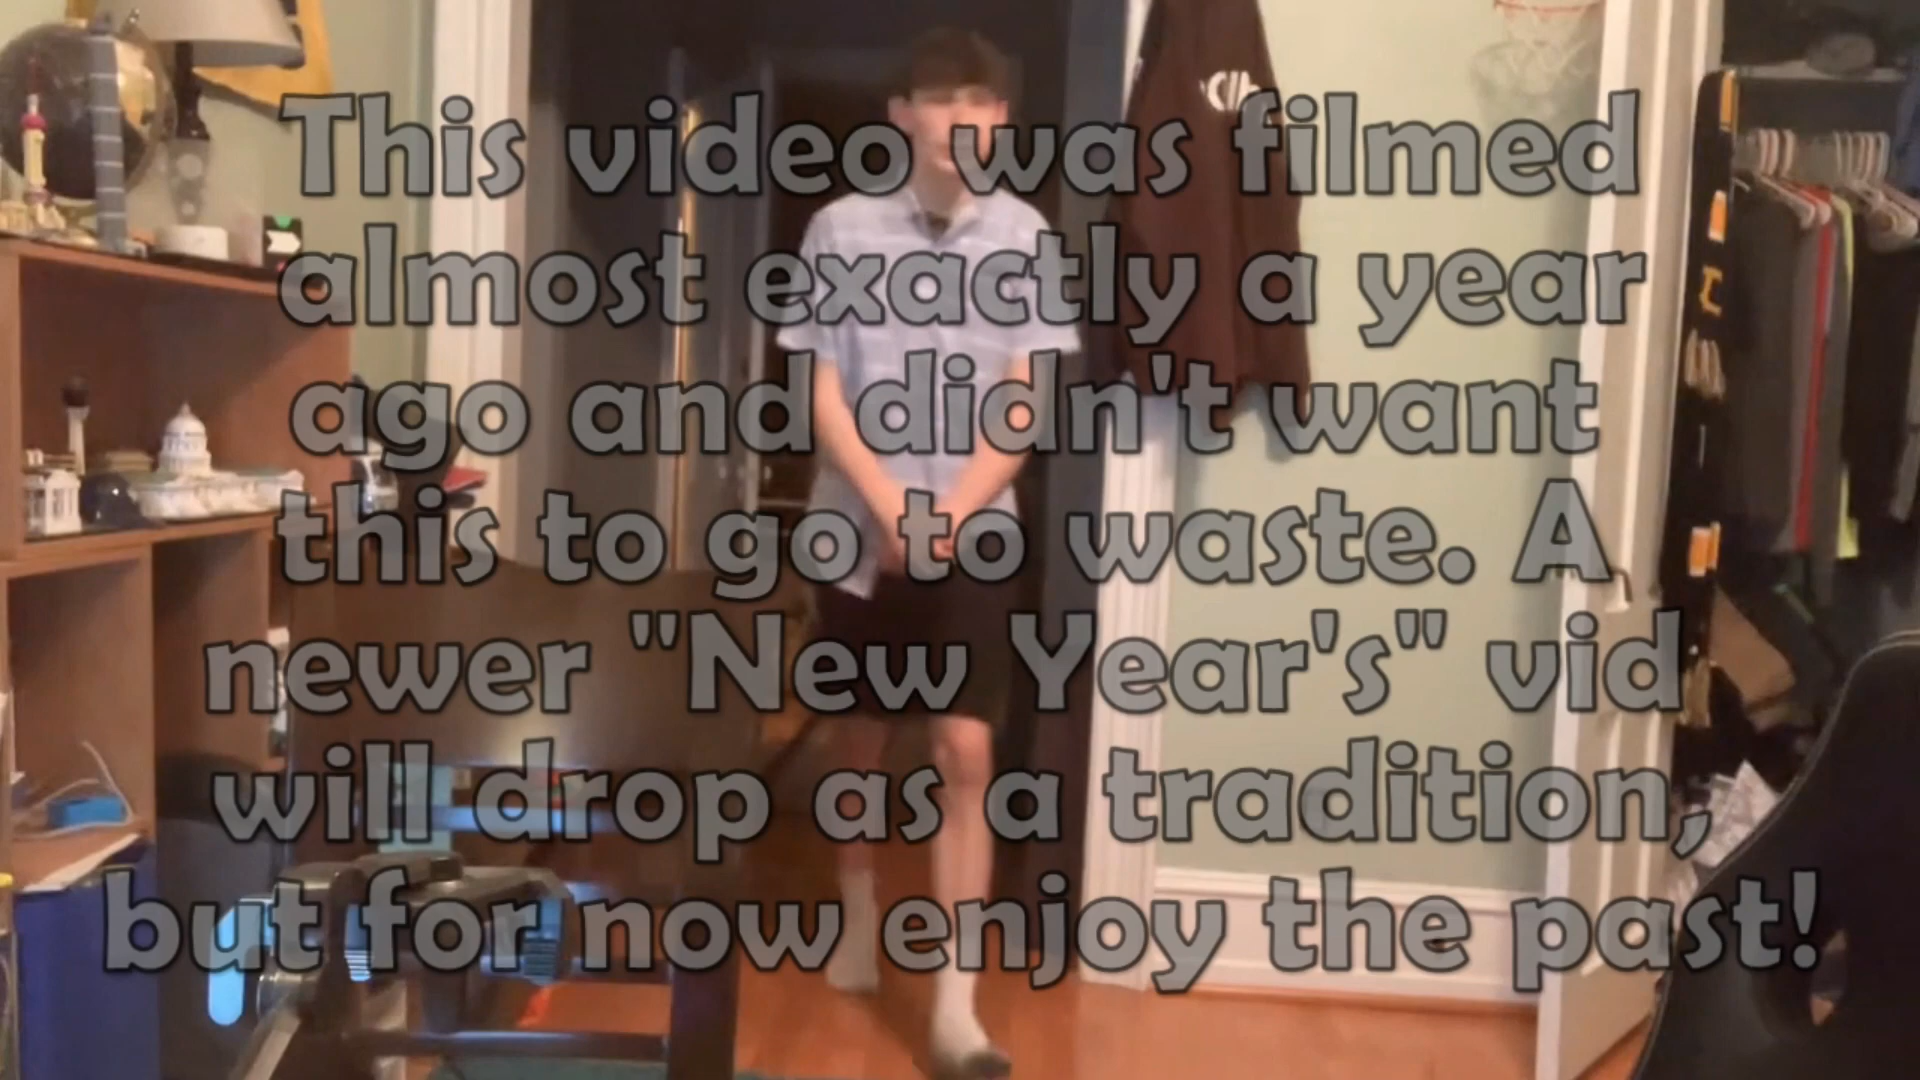 This video was filmed
almost exactly a year
ago and didn't want
this to go to waste. A
newer "New Year's" vid
will drop as a tradition,
but for now enjoy the past!